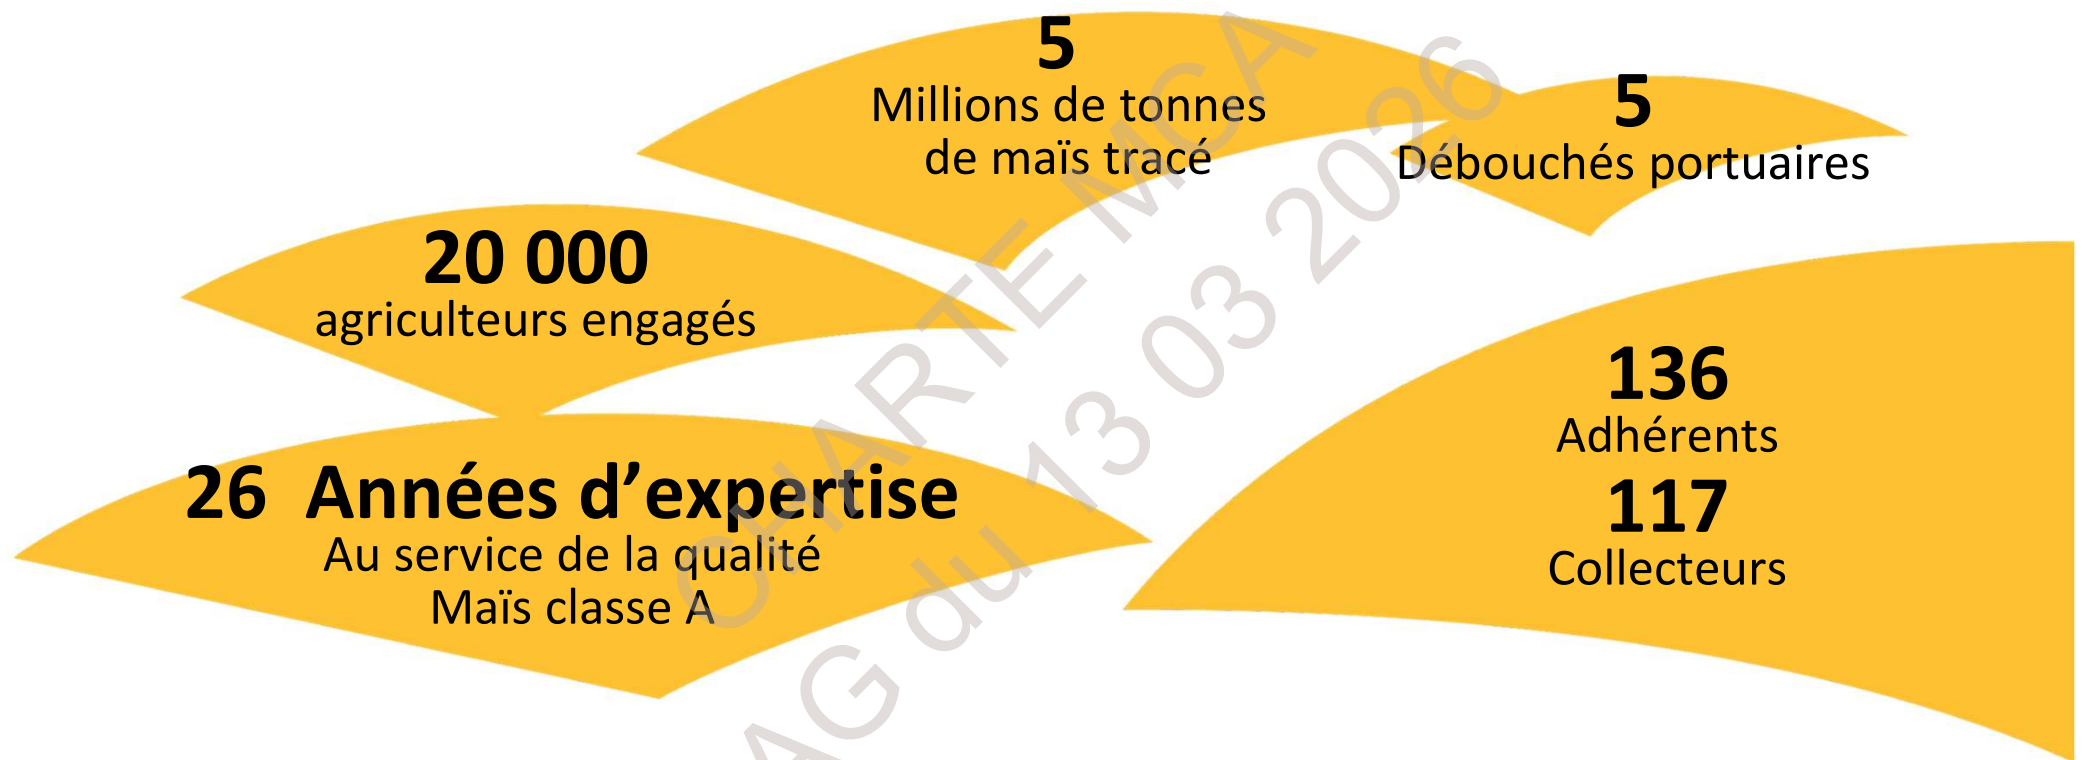 5
Millions de tonnes
de maïs tracé
5
Débouchés portuaires
20 000
agriculteurs engagés
136
Adhérents
117
Collecteurs
26 Années d’expertise
Au service de la qualité
Maïs classe A
CHARTE MCA
AG du 13 03 2026